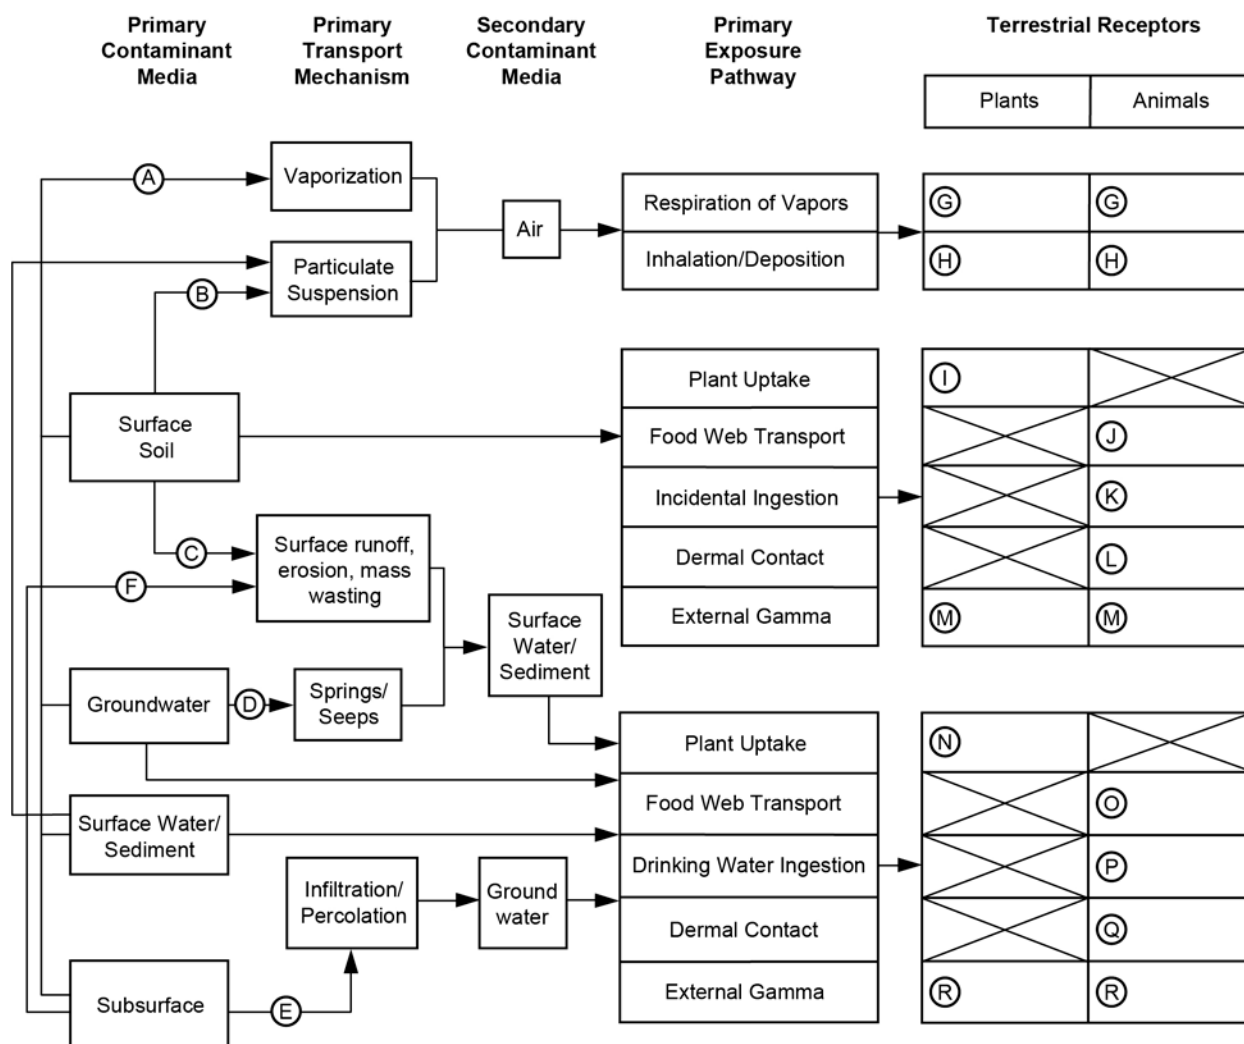 Primary
Contaminant
Media
Primary
Transport
Mechanism
Secondary
Contaminant
Media
Primary
Exposure
Pathway
Terrestrial Receptors
Plants
Animals
A
Vaporization
Air
Respiration of Vapors
G
G
Particulate
Suspension
B
Inhalation/Deposition
H
H
Surface
Soil
Plant Uptake
I
Food Web Transport
J
Incidental Ingestion
K
C
Surface runoff,
erosion, mass
wasting
Dermal Contact
L
F
External Gamma
M
M
Surface
Water/
Sediment
Groundwater
D
Springs/
Seeps
Plant Uptake
N
Food Web Transport
O
Surface Water/
Sediment
Drinking Water Ingestion
P
Infiltration/
Percolation
Ground
water
Dermal Contact
Q
Subsurface
E
External Gamma
R
R